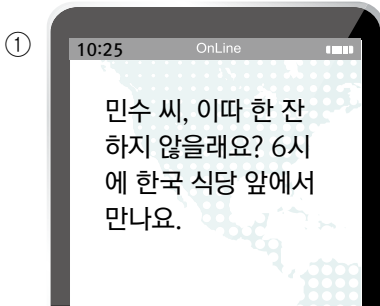 ①
10:25 OnLine
민수 씨, 이따 한 잔
하지 않을래요? 6시
에 한국 식당 앞에서
만나요.